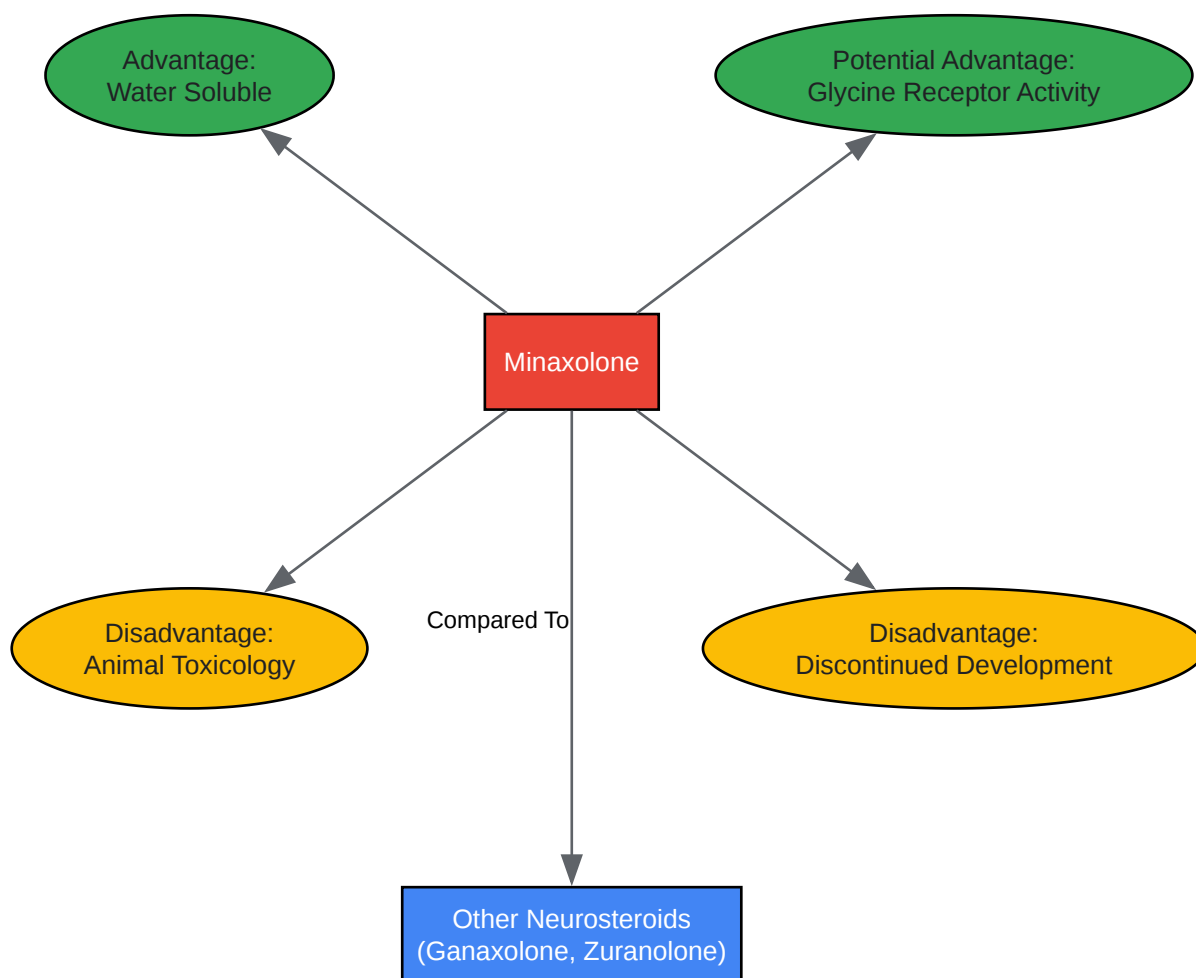 Advantage:
Water Soluble
Potential Advantage:
Glycine Receptor Activity
Minaxolone
Disadvantage:
Animal Toxicology
Compared To
Disadvantage:
Discontinued Development
Other Neurosteroids
(Ganaxolone, Zuranolone)